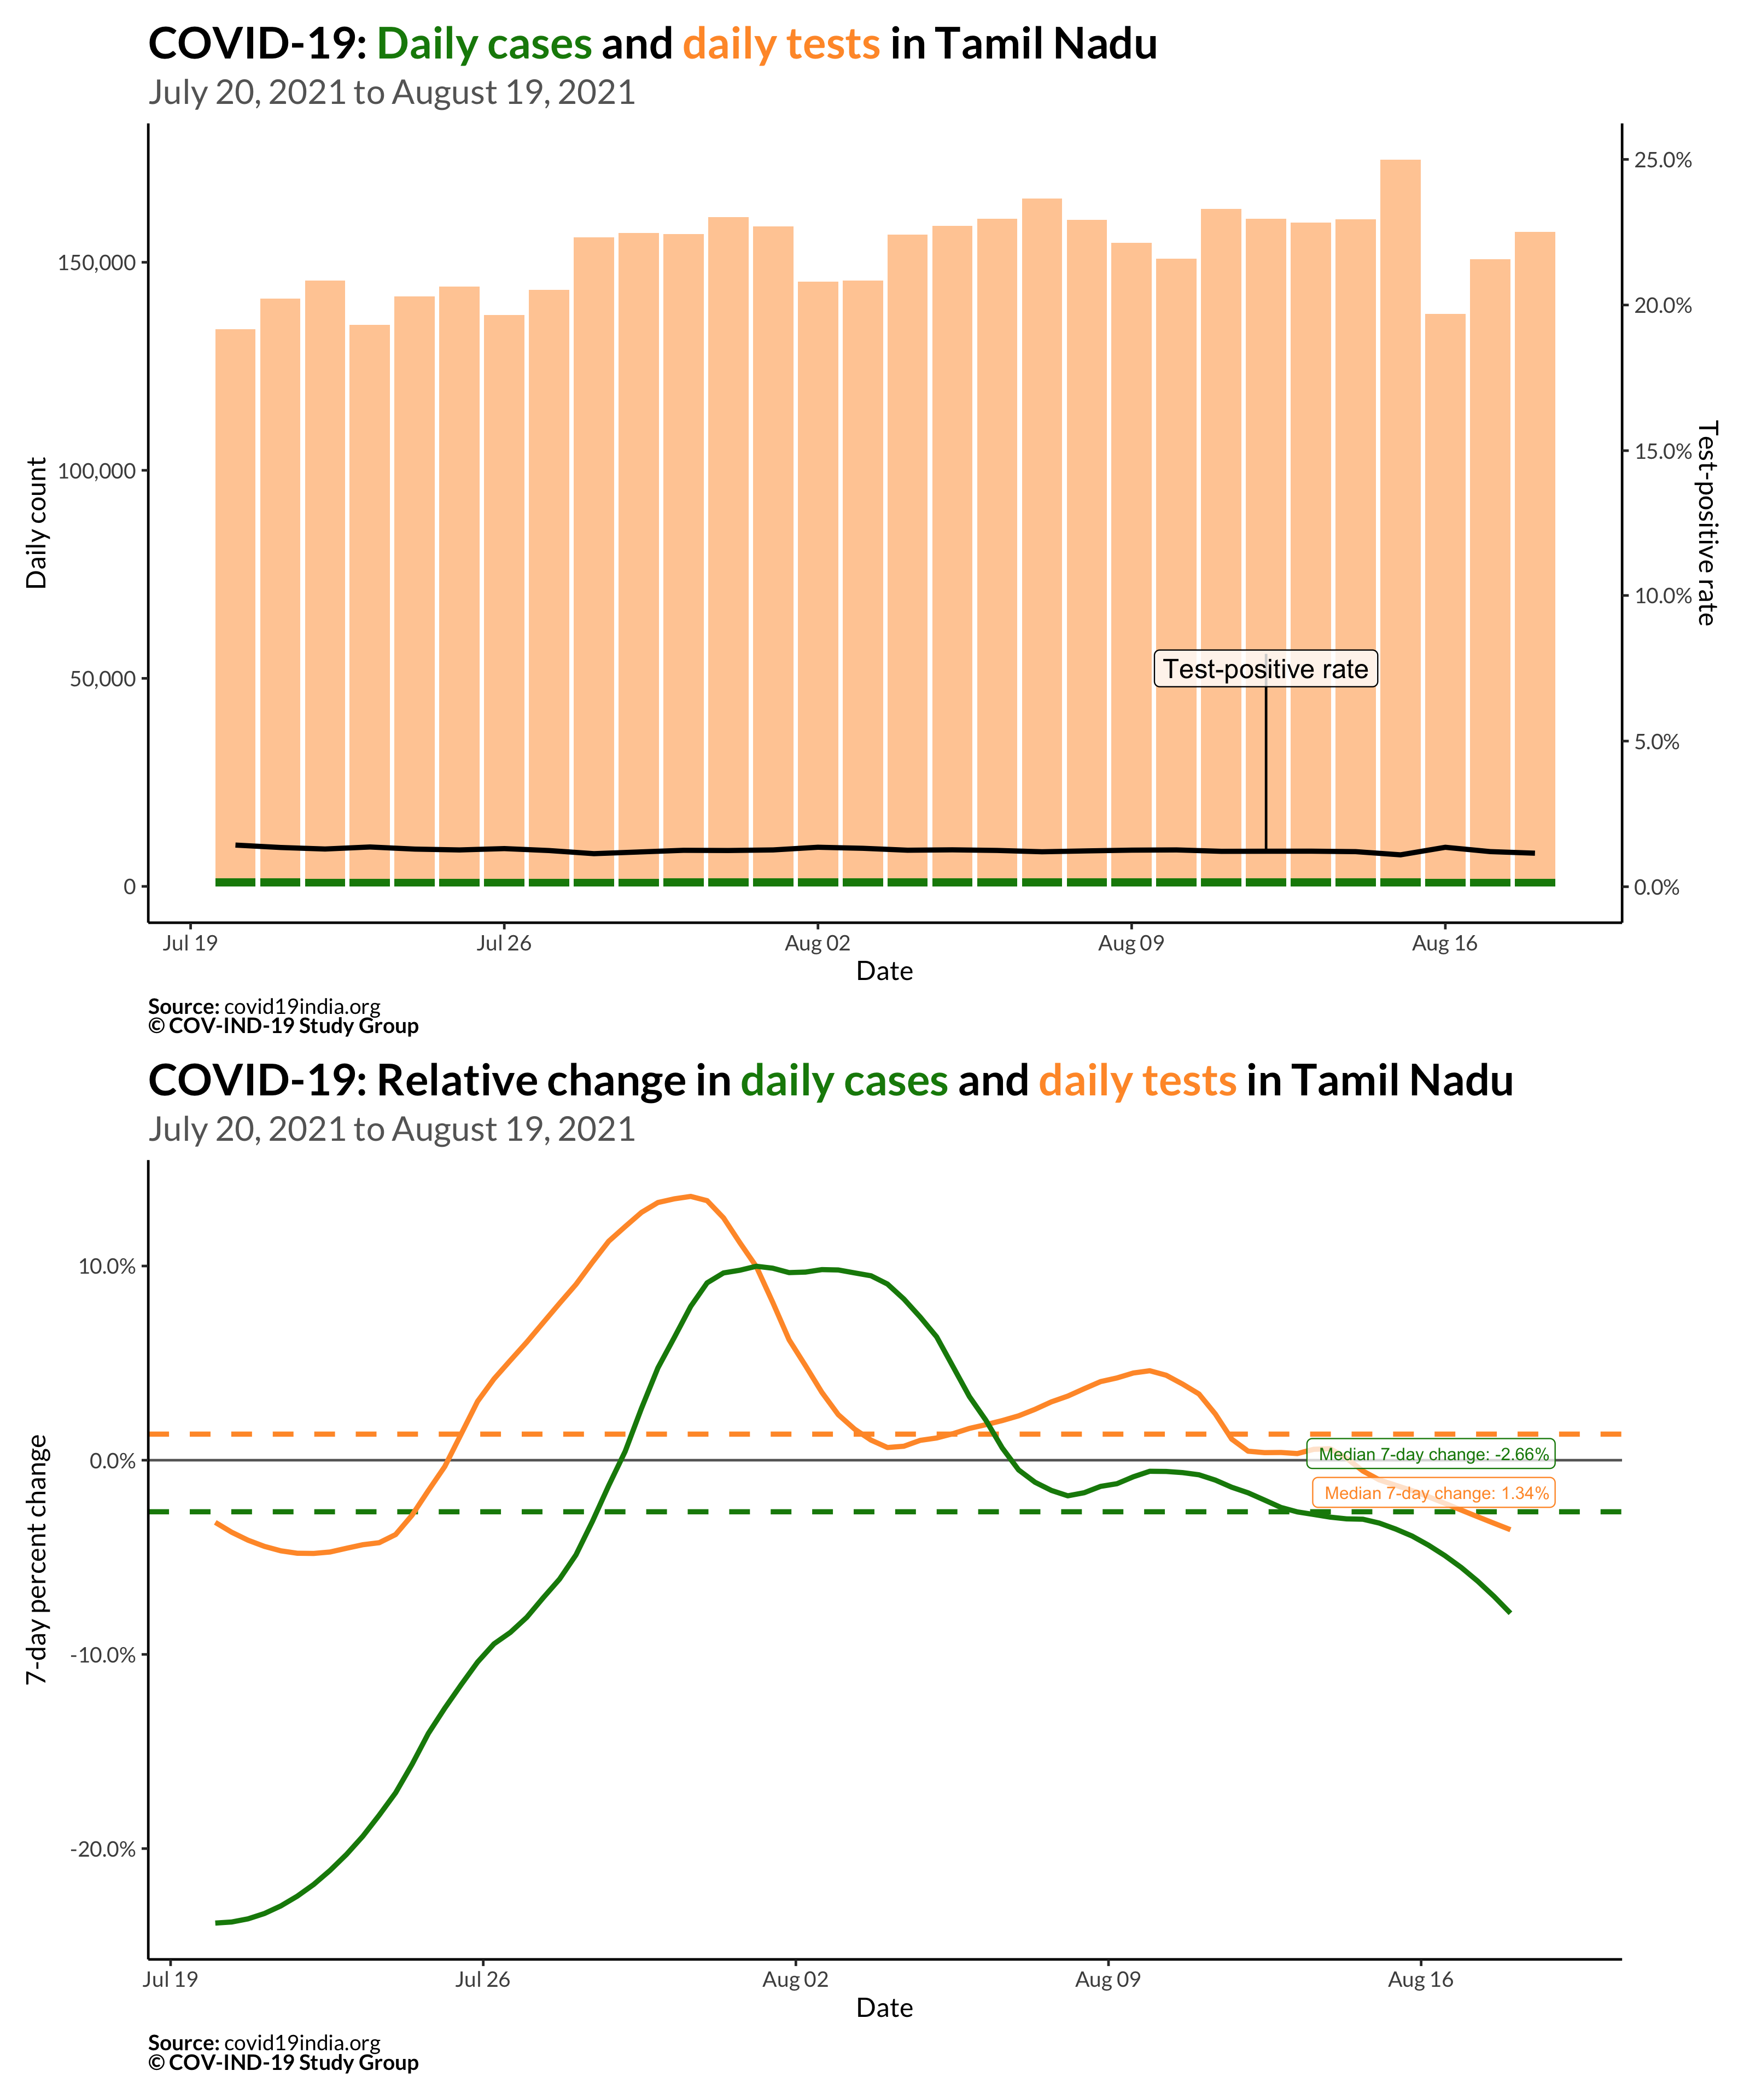 COVID-19: Daily cases and daily tests in Tamil Nadu
July 20, 2021 to August 19, 2021
Daily count
150,000
100,000
50,000
0
25.0%
20.0%
15.0%
10.0%
5.0%
0.0%
Test-positive rate
Test-positive rate
Jul 19
Jul 26
Aug 02
Aug 09
Aug 16
Date
Source: covid19india.org
© COV-IND-19 Study Group
COVID-19: Relative change in daily cases and daily tests in Tamil Nadu
July 20, 2021 to August 19, 2021
7-day percent change
10.0%
0.0%
-10.0%
-20.0%
Median 7-day change: -2.66%
Median 7-day change: 1.34%
Jul 19
Jul 26
Aug 02
Aug 09
Aug 16
Date
Source: covid19india.org
© COV-IND-19 Study Group